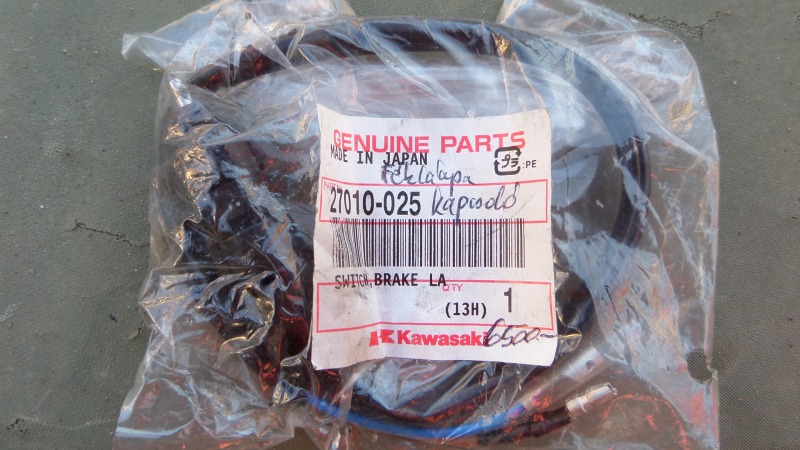 GENUINE PARTS
MADE IN JAPAN
:PE
féklámpa
27010-025 kapcsoló
SWITCH, BRAKE LA
Q'TY
(13H) 1
Kawasaki 6500.-